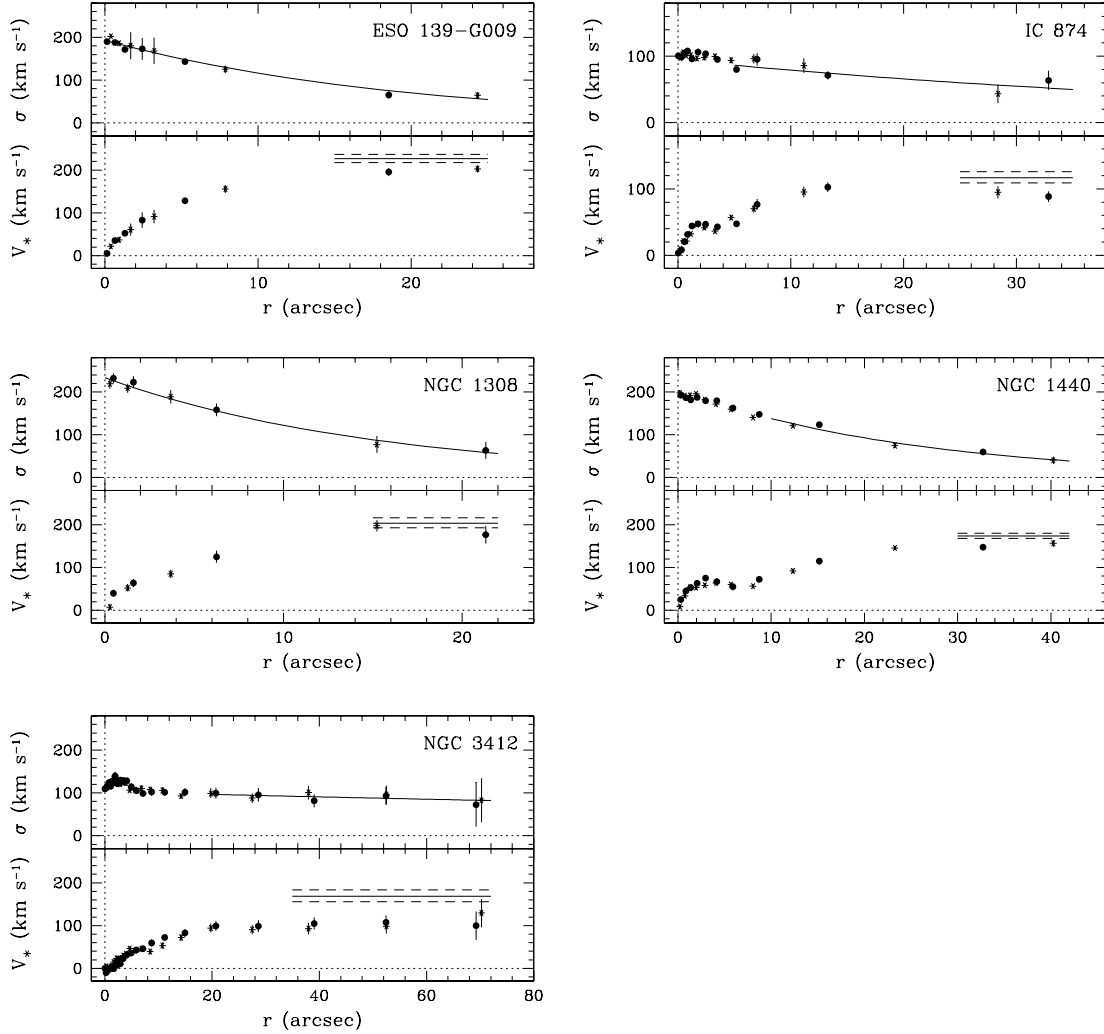 ESO 139-G009
σ (km s⁻¹)
0
100
200
V* (km s⁻¹)
0
100
200
0
10
20
r (arcsec)
IC 874
σ (km s⁻¹)
0
100
V* (km s⁻¹)
0
100
0
10
20
30
r (arcsec)
NGC 1308
σ (km s⁻¹)
0
100
200
V* (km s⁻¹)
0
100
200
0
10
20
r (arcsec)
NGC 1440
σ (km s⁻¹)
0
100
200
V* (km s⁻¹)
0
100
200
0
10
20
30
40
r (arcsec)
NGC 3412
σ (km s⁻¹)
0
100
200
V* (km s⁻¹)
0
100
200
0
20
40
60
80
r (arcsec)